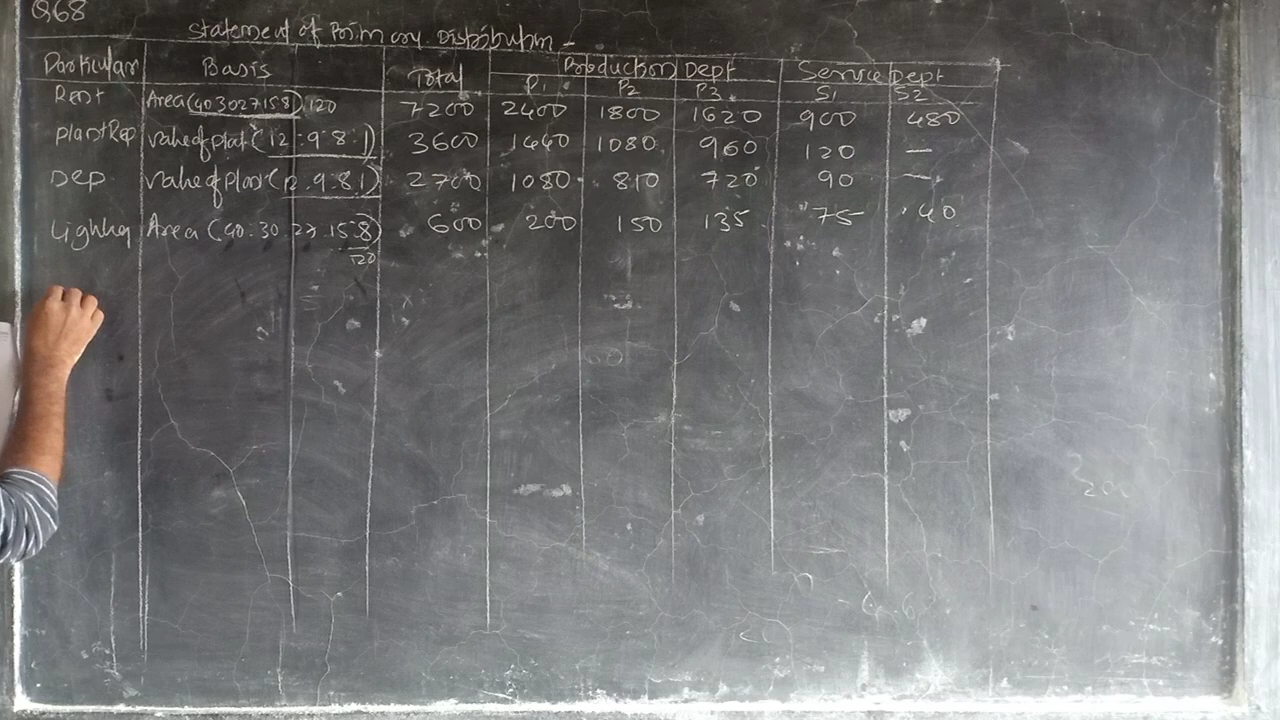 Q68
Statement of Primary Distribution -
Particular Basis Total Production Dept Service Dept
P1 P2 P3 S1 S2
Rent Area (40 30 27 15 8) 120 7200 2400 1800 1620 900 480
Plant Rep Value of Plant (12 : 9 8 : 1) 3600 1440 1080 960 120 —
Dep Value of Plant (12 . 9 . 8 . 1) 2700 1080 810 720 90 —
Lighting Area (40 : 30 27 . 15 8) 600 200 150 135 75 40
120